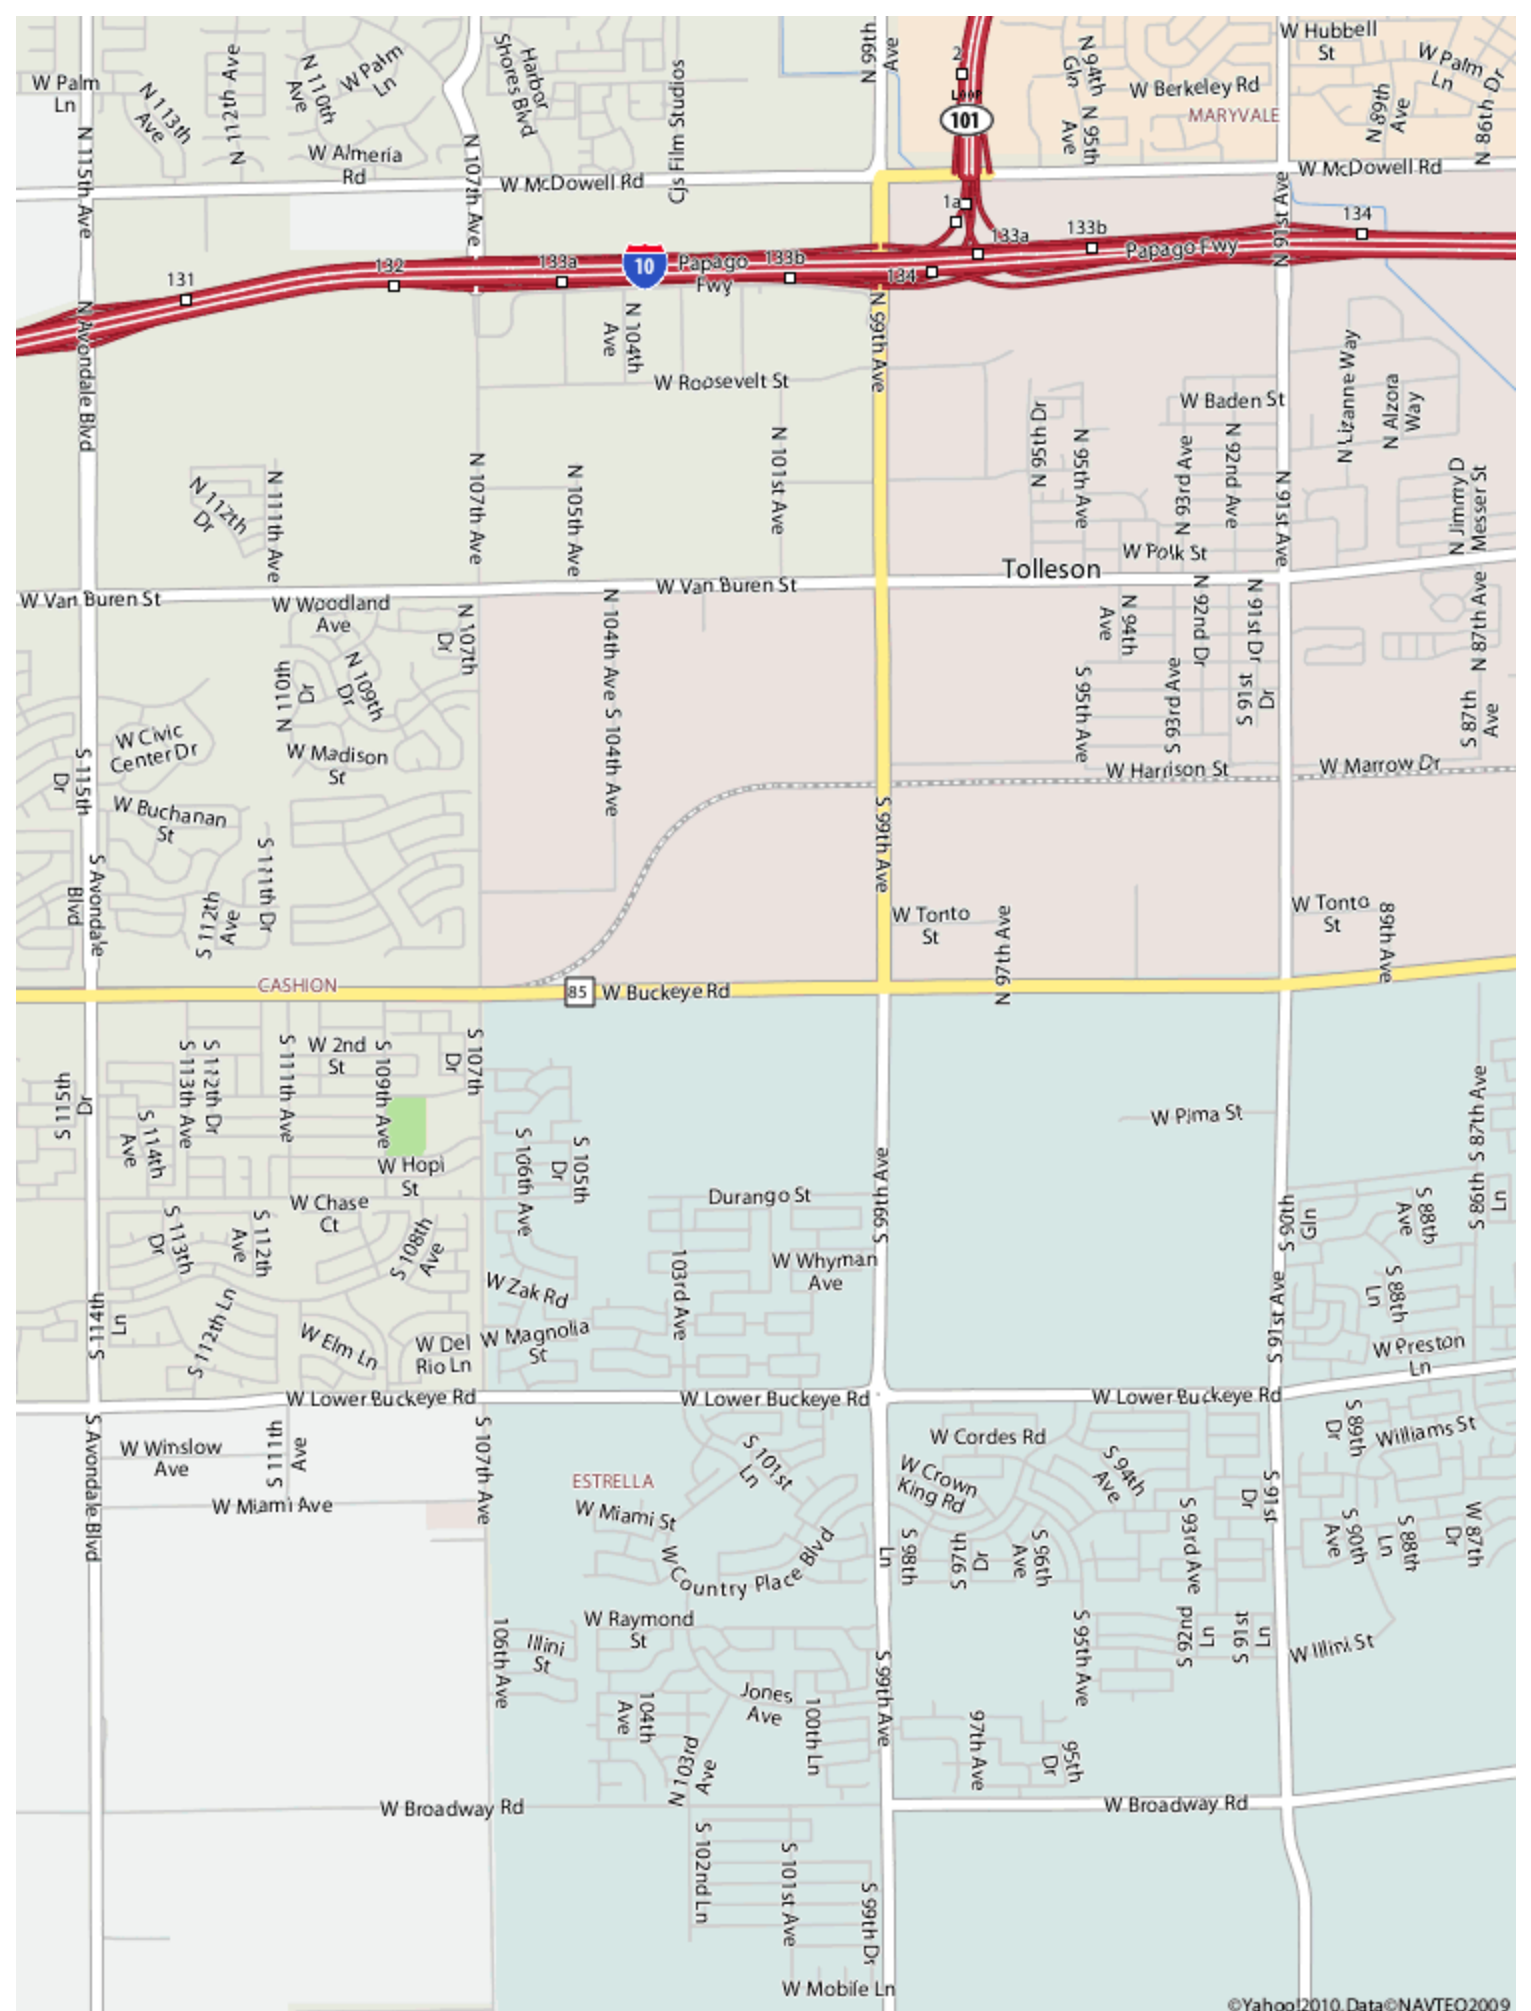 W Palm
Ln
N 113th
Ave
N 112th Ave
N 110th
Ave
W Palm
Ln
W Almeria
Rd
N 115th Ave
N 107th Ave
Harbor
Shores Blvd
Cjs Film Studios
N 99th
Ave
2
LOOP
101
N 94th
Gln
N 95th
Ave
W Berkeley Rd
MARYVALE
W Hubbell
St
W Palm
Ln
N 89th
Ave
N 86th Dr
W McDowell Rd
W McDowell Rd
1a
131
132
133a
10
Papago
Fwy
133b
134
133a
133b
Papago Fwy
N 91st Ave
134
N Avondale Blvd
N 104th
Ave
W Roosevelt St
N 99th Ave
N 95th Dr
N 95th Ave
W Baden St
N 93rd Ave
N 92nd Ave
N 91st Ave
N Lizanne Way
N Alzora
Way
N Jimmy D
Messer St
N 112th
Dr
N 111th Ave
N 107th Ave
N 105th Ave
N 101st Ave
W Polk St
Tolleson
W Van Buren St
W Van Buren St
W Woodland
Ave
N 107th
Dr
N 110th
Dr
N 109th
Dr
W Madison
St
N 104th Ave
S 104th Ave
N 94th
Ave
N 92nd Dr
N 91st Dr
S 95th Ave
S 93rd Ave
S 91st
Dr
N 87th Ave
S 87th
Ave
W Civic
Center Dr
S 115th
Dr
W Buchanan
St
W Harrison St
W Marrow Dr
S 99th Ave
S Avondale
Blvd
S 112th
Ave
S 111th Dr
W Tonto
St
N 97th Ave
W Tonto
St
89th Ave
CASHION
85
W Buckeye Rd
S 115th
Dr
S 113th Ave
S 112th Dr
S 111th Ave
W 2nd
St
S 109th Ave
S 107th
Dr
S 114th
Ave
W Hopi
St
S 106th Ave
S 105th
Dr
W Pima St
S 87th Ave
W Chase
Ct
S 113th
Dr
S 112th
Ave
S 108th
Ave
Durango St
S 99th Ave
S 90th
Gln
S 88th
Ave
S 86th
Ln
W Whyman
Ave
103rd Ave
W Zak Rd
S 88th
Ln
S 114th
Ln
S 112th Ln
W Elm Ln
W Del
Rio Ln
W Magnolia
St
S 91st Ave
W Preston
Ln
W Lower Buckeye Rd
W Lower Buckeye Rd
W Lower Buckeye Rd
S Avondale Blvd
W Winslow
Ave
S 111th
Ave
W Miami Ave
S 107th Ave
ESTRELLA
W Miami St
S 101st
Ln
W Country Place Blvd
W Cordes Rd
W Crown
King Rd
S 94th
Ave
S 91st
Dr
S 89th
Dr
Williams St
S 98th
Ln
S 97th
Dr
S 96th
Ave
S 93rd Ave
S 90th
Ave
S 88th
Ln
W 87th
Dr
106th Ave
Illini
St
W Raymond
St
S 95th Ave
S 92nd
Ln
S 91st
Ln
W Illini St
104th
Ave
N 103rd
Ave
Jones
Ave
100th Ln
S 99th Ave
97th Ave
95th
Dr
W Broadway Rd
W Broadway Rd
S 102nd Ln
S 101st Ave
S 99th Dr
W Mobile Ln
©Yahoo!2010, Data©NAVTEQ2009